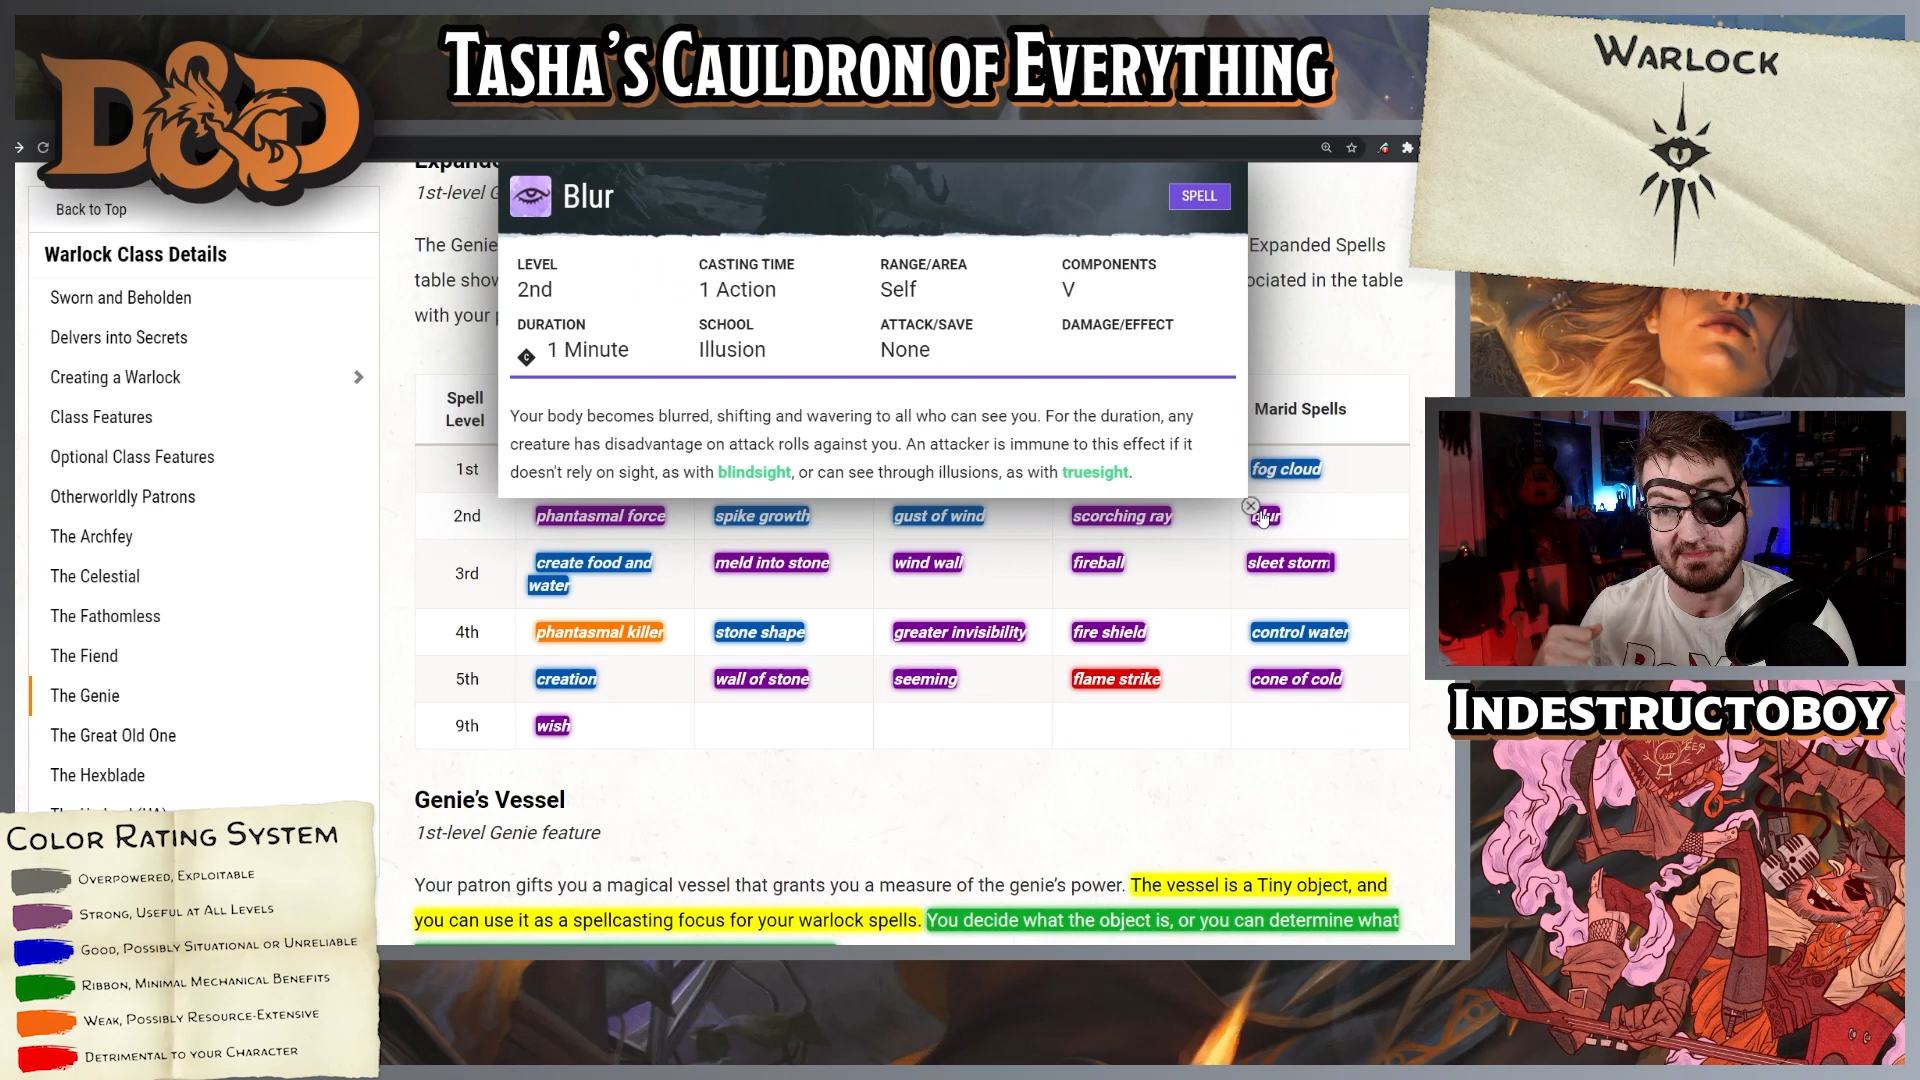 D&D
TASHA'S CAULDRON OF EVERYTHING
WARLOCK
Back to Top
Warlock Class Details
Sworn and Beholden
Delvers into Secrets
Creating a Warlock
Class Features
Optional Class Features
Otherworldly Patrons
The Archfey
The Celestial
The Fathomless
The Fiend
The Genie
The Great Old One
The Hexblade
1st-level
The Genie
Expanded Spells
table
in the table
with your
Blur
SPELL
LEVEL
2nd
CASTING TIME
1 Action
RANGE/AREA
Self
COMPONENTS
V
DURATION
C 1 Minute
SCHOOL
Illusion
ATTACK/SAVE
None
DAMAGE/EFFECT
Your body becomes blurred, shifting and wavering to all who can see you. For the duration, any
creature has disadvantage on attack rolls against you. An attacker is immune to this effect if it
doesn't rely on sight, as with blindsight, or can see through illusions, as with truesight.
Spell
Level
Marid Spells
1st
fog cloud
2nd phantasmal force spike growth gust of wind scorching ray blur
3rd create food and water meld into stone wind wall fireball sleet storm
4th phantasmal killer stone shape greater invisibility fire shield control water
5th creation wall of stone seeming flame strike cone of cold
9th wish
Genie's Vessel
1st-level Genie feature
Your patron gifts you a magical vessel that grants you a measure of the genie's power. The vessel is a Tiny object, and
you can use it as a spellcasting focus for your warlock spells. You decide what the object is, or you can determine what
COLOR RATING SYSTEM
OVERPOWERED, EXPLOITABLE
STRONG, USEFUL AT ALL LEVELS
GOOD, POSSIBLY SITUATIONAL OR UNRELIABLE
RIBBON, MINIMAL MECHANICAL BENEFITS
WEAK, POSSIBLY RESOURCE-EXTENSIVE
DETRIMENTAL TO YOUR CHARACTER
INDESTRUCTOBOY